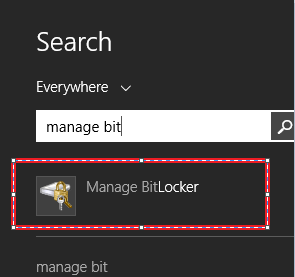 Search
Everywhere
manage bit
Manage BitLocker
manage bit